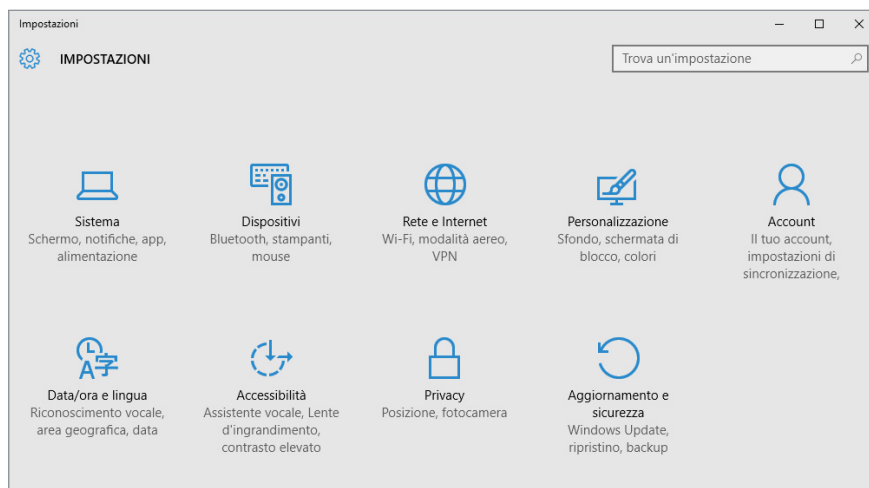 Impostazioni
IMPOSTAZIONI
Trova un'impostazione
Sistema
Schermo, notifiche, app,
alimentazione
Dispositivi
Bluetooth, stampanti,
mouse
Rete e Internet
Wi-Fi, modalità aereo,
VPN
Personalizzazione
Sfondo, schermata di
blocco, colori
Account
Il tuo account,
impostazioni di
sincronizzazione,
Data/ora e lingua
Riconoscimento vocale,
area geografica, data
Accessibilità
Assistente vocale, Lente
d'ingrandimento,
contrasto elevato
Privacy
Posizione, fotocamera
Aggiornamento e
sicurezza
Windows Update,
ripristino, backup